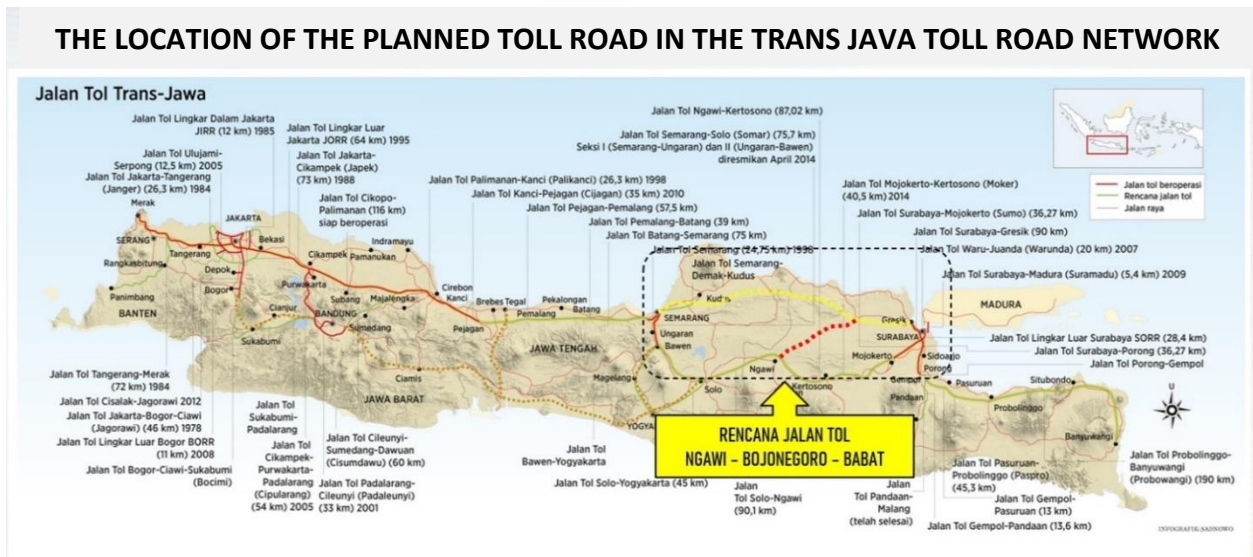 THE LOCATION OF THE PLANNED TOLL ROAD IN THE TRANS JAVA TOLL ROAD NETWORK
Jalan Tol Trans-Jawa
Jalan Tol Lingkar Dalam Jakarta
JIRR (12 km) 1985
Jalan Tol Lingkar Luar
Jakarta JORR (64 km) 1995
Jalan Tol Ulujami-
Serpong (12,5 km) 2005
Jalan Tol Jakarta-Tangerang
(Janger) (26,3 km) 1984
Jalan Tol Jakarta-
Cikampek (Japek)
(73 km) 1988
Jalan Tol Cikopo-
Palimanan (116 km)
siap beroperasi
Jalan Tol Palimanan-Kanci (Palikanci) (26,3 km) 1998
Jalan Tol Kanci-Pejagan (Cijagan) (35 km) 2010
Jalan Tol Pejagan-Pemalang (57,5 km)
Jalan Tol Pemalang-Batang (39 km)
Jalan Tol Batang-Semarang (75 km)
Jalan Tol Semarang (24,75 km) 1998
Jalan Tol Semarang-
Demak-Kudus
Jalan Tol Ngawi-Kertosono (87,02 km)
Jalan Tol Semarang-Solo (Somar) (75,7 km)
Seksi I (Semarang-Ungaran) dan II (Ungaran-Bawen)
diresmikan April 2014
Jalan Tol Mojokerto-Kertosono (Moker)
(40,5 km) 2014
Jalan Tol Surabaya-Mojokerto (Sumo) (36,27 km)
Jalan Tol Surabaya-Gresik (90 km)
Jalan Tol Waru-Juanda (Warunda) (20 km) 2007
Jalan Tol Surabaya-Madura (Suramadu) (5,4 km) 2009
Jalan tol beroperasi
Rencana jalan tol
Jalan raya
Merak
SERANG
Rangkasbitung
Panimbang
BANTEN
Tangerang
JAKARTA
Bekasi
Depok
Bogor
Cianjur
Sukabumi
Cikampek
Purwakarta
BANDUNG
Subang
Sumedang
Majalengka
Indramayu
Pamanukan
Cirebon
Kanci
Pejagan
Ciamis
JAWA BARAT
Brebes
Tegal
Pemalang
Pekalongan
Batang
JAWA TENGAH
Magelang
SEMARANG
Ungaran
Bawen
Solo
Ngawi
Kertosono
Mojokerto
Gresik
SURABAYA
Sidoarjo
Porong
Gempol
Pandaan
MADURA
Pasuruan
Probolinggo
Situbondo
Banyuwangi
U
Jalan Tol Lingkar Luar Surabaya SORR (28,4 km)
Jalan Tol Surabaya-Porong (36,27 km)
Jalan Tol Porong-Gempol
RENCANA JALAN TOL
NGAWI – BOJONEGORO – BABAT
Jalan Tol Tangerang-Merak
(72 km) 1984
Jalan Tol Cisalak-Jagorawi 2012
Jalan Tol Jakarta-Bogor-Ciawi
(Jagorawi) (46 km) 1978
Jalan Tol Lingkar Luar Bogor BORR
(11 km) 2008
Jalan Tol Bogor-Ciawi-Sukabumi
(Bocimi)
Jalan Tol
Sukabumi-
Padalarang
Jalan Tol
Cikampek-
Purwakarta-
Padalarang
(Cipularang)
(54 km) 2005
Jalan Tol Cileunyi-
Sumedang-Dawuan
(Cisumdawu) (60 km)
Jalan Tol Padalarang-
Cileunyi (Padaleunyi)
(33 km) 2001
Jalan Tol
Bawen-Yogyakarta
Jalan Tol Solo-Yogyakarta (45 km)
Jalan
Tol Solo-Ngawi
(90,1 km)
Jalan
Tol Pandaan-
Malang
(telah selesai)
Jalan Tol Pasuruan-
Probolinggo (Paspro)
(45,3 km)
Jalan Tol Gempol-
Pasuruan (13 km)
Jalan Tol Gempol-Pandaan (13,6 km)
Jalan Tol Probolinggo-
Banyuwangi
(Probowangi) (190 km)
INFOGRAFIK:SADNOWO